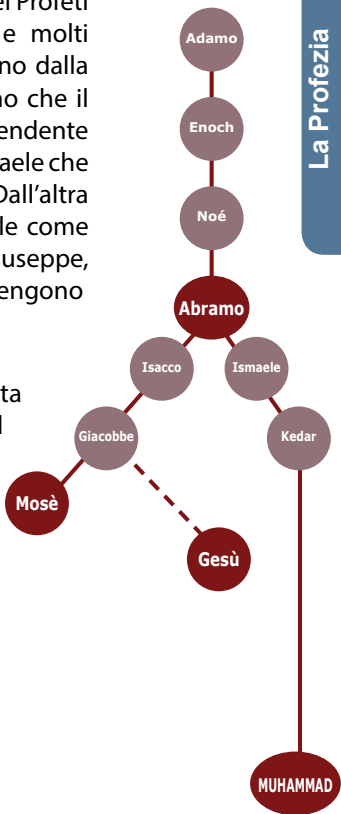 ei Profeti
e molti
no dalla
no che il
endente
aele che
Dall'altra
le come
iuseppe,
engono
ta
La Profezia
Adamo
Enoch
Noé
Abramo
Isacco
Ismaele
Giacobbe
Kedar
Mosè
Gesù
MUHAMMAD